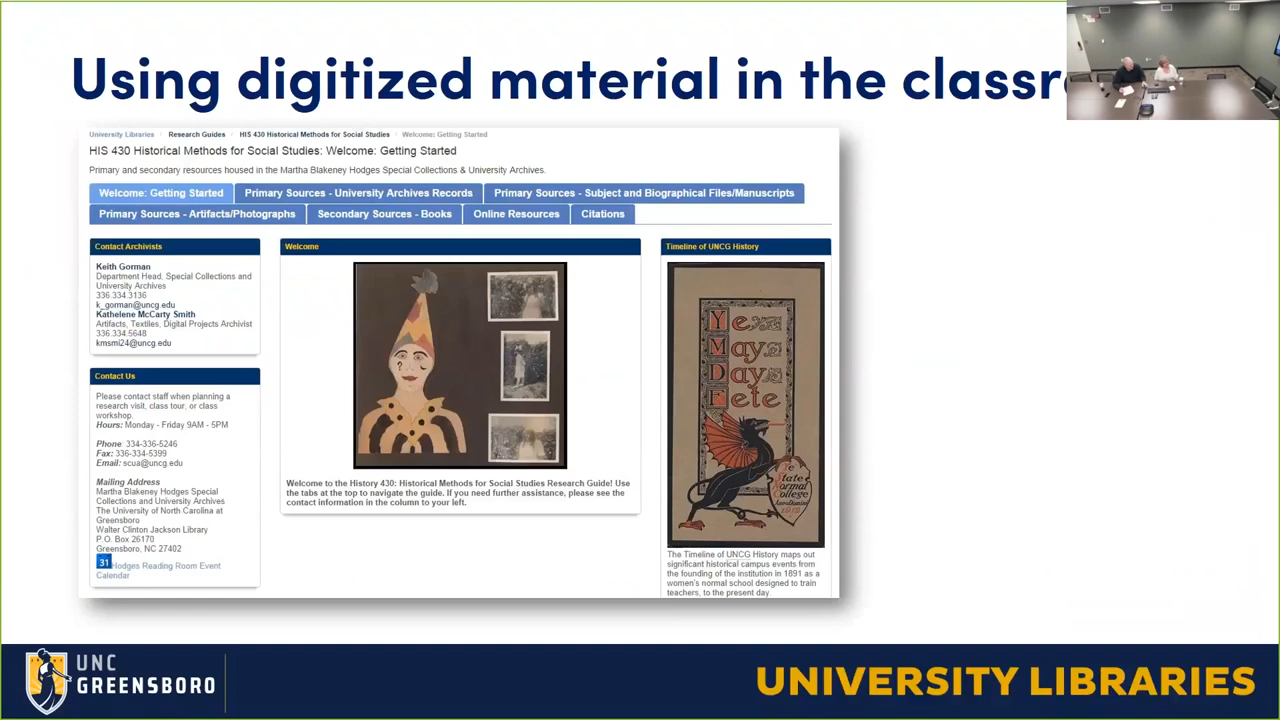 Using digitized material in the classr
University Libraries Research Guides HIS 430 Historical Methods for Social Studies Welcome: Getting Started
HIS 430 Historical Methods for Social Studies: Welcome: Getting Started
Primary and secondary resources housed in the Martha Blakeney Hodges Special Collections & University Archives.
Welcome: Getting Started
Primary Sources - University Archives Records
Primary Sources - Subject and Biographical Files/Manuscripts
Primary Sources - Artifacts/Photographs
Secondary Sources - Books
Online Resources
Citations
Contact Archivists
Keith Gorman
Department Head, Special Collections and
University Archives
336.334.3136
k_gorman@uncg.edu
Kathelene McCarty Smith
Artifacts, Textiles, Digital Projects Archivist
336.334.5648
kmsmi24@uncg.edu
Contact Us
Please contact staff when planning a
research visit, class tour, or class
workshop.
Hours: Monday - Friday 9AM - 5PM
Phone: 334-336-5246
Fax: 336-334-5399
Email: scua@uncg.edu
Mailing Address
Martha Blakeney Hodges Special
Collections and University Archives
The University of North Carolina at
Greensboro
Walter Clinton Jackson Library
P.O. Box 26170
Greensboro, NC 27402
31 Hodges Reading Room Event
Calendar
Welcome
Welcome to the History 430: Historical Methods for Social Studies Research Guide! Use
the tabs at the top to navigate the guide. If you need further assistance, please see the
contact information in the column to your left.
Timeline of UNCG History
Ye
May
Day
Fete
Ye
State
Normal
College
The Timeline of UNCG History maps out
significant historical campus events from
the founding of the institution in 1891 as a
women's normal school designed to train
teachers, to the present day.
UNC
GREENSBORO
UNIVERSITY LIBRARIES